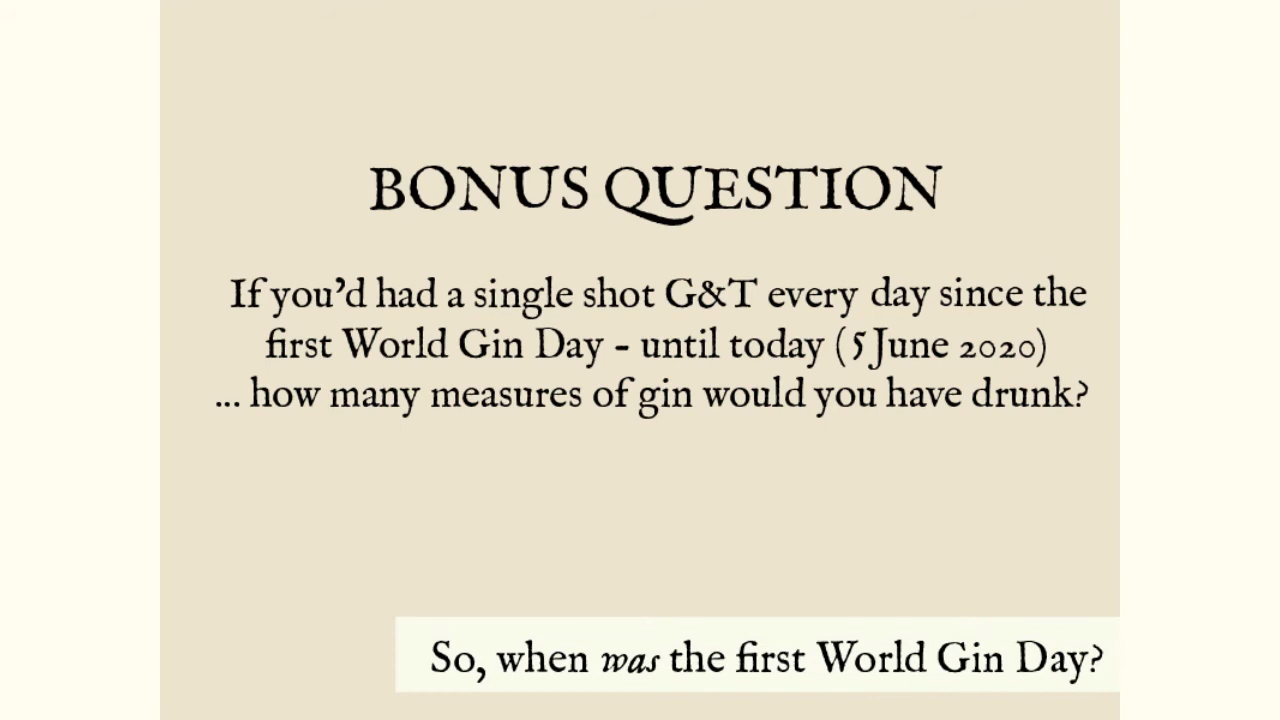 BONUS QUESTION
If you’d had a single shot G&T every day since the
first World Gin Day - until today (5 June 2020)
... how many measures of gin would you have drunk?
So, when was the first World Gin Day?